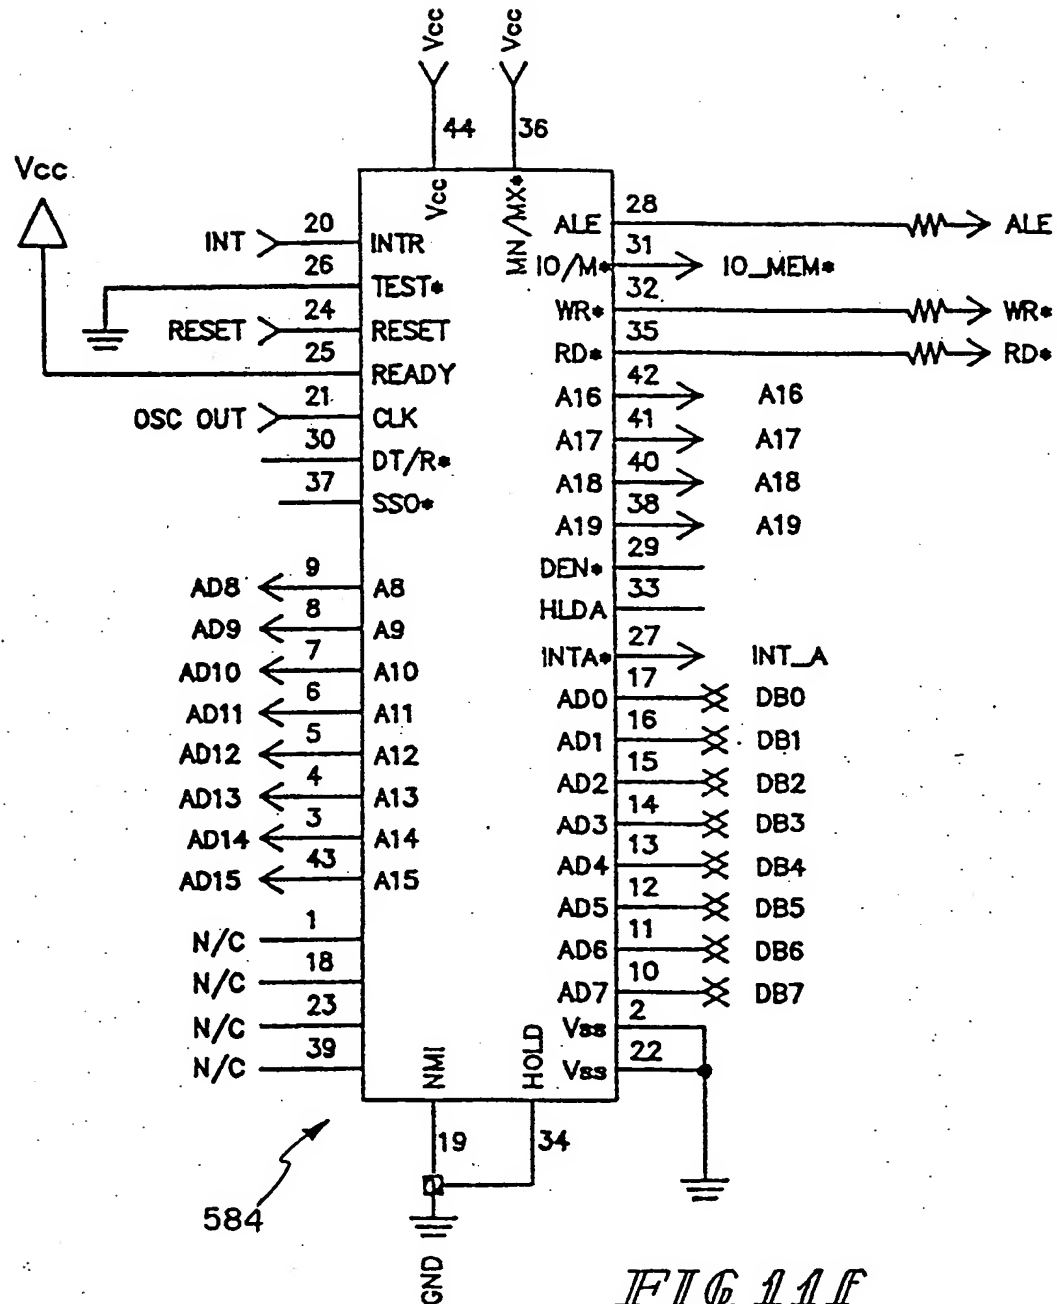 Vcc Vcc
44 36
Vcc
Vcc MN/MX*
INT 20 INTR
26 TEST*
RESET 24 RESET
25 READY
OSC OUT 21 CLK
30 DT/R*
37 SSO*
AD8 9 A8
AD9 8 A9
AD10 7 A10
AD11 6 A11
AD12 5 A12
AD13 4 A13
AD14 3 A14
AD15 43 A15
N/C 1
N/C 18
N/C 23
N/C 39
ALE 28 ALE
IO/M* 31 IO_MEM*
WR* 32 WR*
RD* 35 RD*
A16 42 A16
A17 41 A17
A18 40 A18
A19 38 A19
DEN* 29
HLDA 33
INTA* 27 INT_A
AD0 17 DB0
AD1 16 DB1
AD2 15 DB2
AD3 14 DB3
AD4 13 DB4
AD5 12 DB5
AD6 11 DB6
AD7 10 DB7
Vss 2
Vss 22
NMI HOLD
19 34
584
GND
FIG 11f